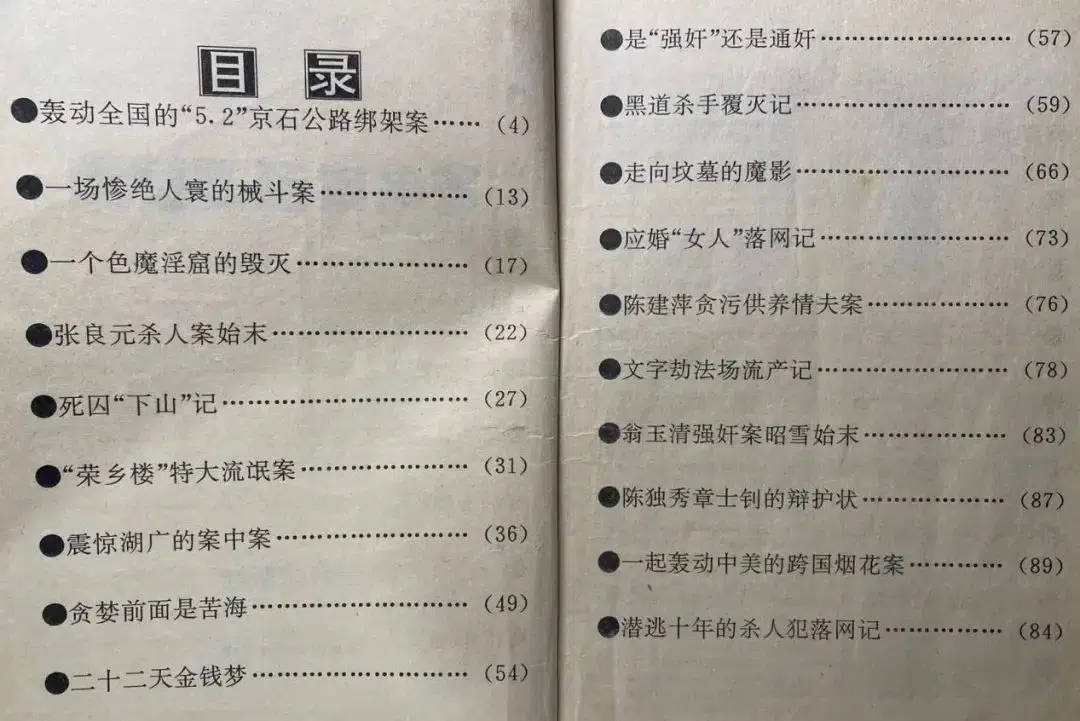 目 录
●轰动全国的“5.2”京石公路绑架案…… (4)
●一场惨绝人寰的械斗案……………… (13)
●一个色魔淫窟的毁灭………………… (17)
●张良元杀人案始末…………………… (22)
●死囚“下山”记………………………… (27)
●“荣乡楼”特大流氓案……………… (31)
●震惊湖广的案中案…………………… (36)
●贪婪前面是苦海……………………… (49)
●二十二天金钱梦……………………… (54)
●是“强奸”还是通奸…………………… (57)
●黑道杀手覆灭记……………………… (59)
●走向坟墓的魔影……………………… (66)
●应婚“女人”落网记…………………… (73)
●陈建萍贪污供养情夫案……………… (76)
●文字劫法场流产记…………………… (78)
●翁玉清强奸案昭雪始末……………… (83)
●陈独秀章士钊的辩护状……………… (87)
●一起轰动中美的跨国烟花案………… (89)
●潜逃十年的杀人犯落网记…………… (84)